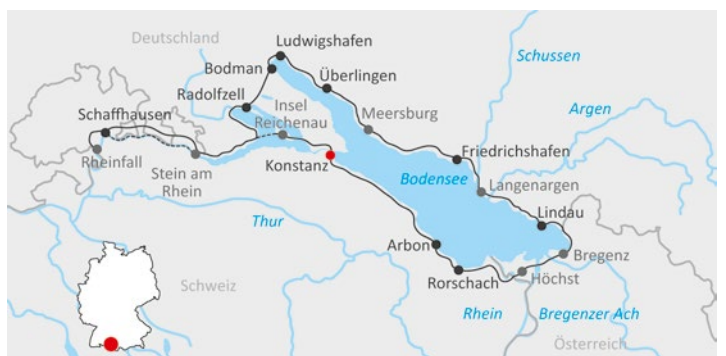 Deutschland
Ludwigshafen
Bodman
Überlingen
Schussen
Radolfzell
Insel
Reichenau
Meersburg
Argen
Schaffhausen
Rheinfall
Stein am
Rhein
Konstanz
Friedrichshafen
Bodensee
Langenargen
Thur
Lindau
Arbon
Bregenz
Schweiz
Rorschach
Höchst
Rhein
Bregenzer Ach
Österreich